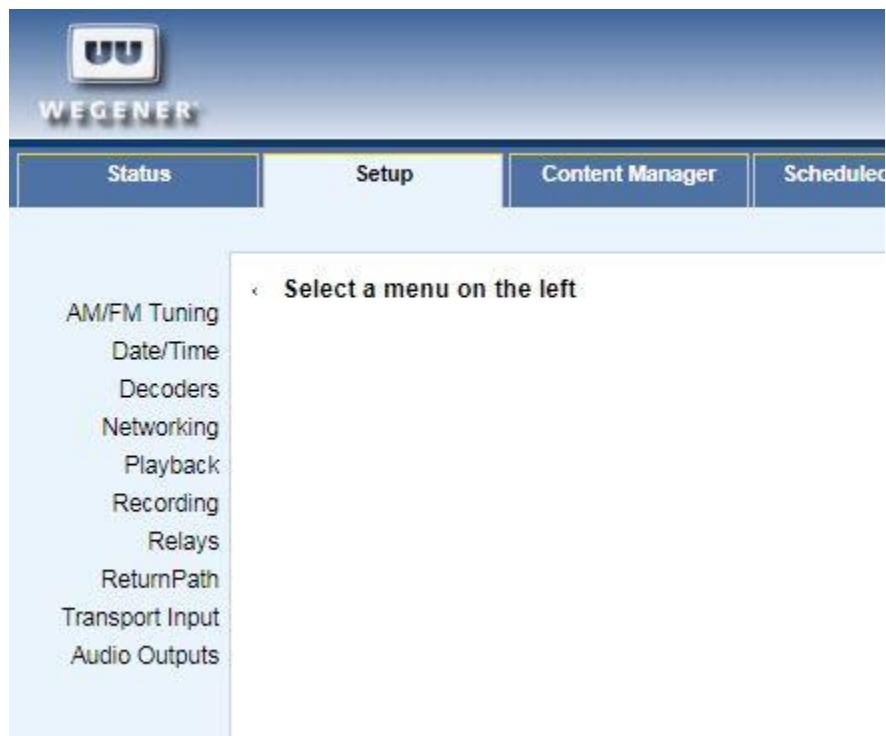 WEGENER
Status
Setup
Content Manager
Scheduled
‹ Select a menu on the left
AM/FM Tuning
Date/Time
Decoders
Networking
Playback
Recording
Relays
ReturnPath
Transport Input
Audio Outputs